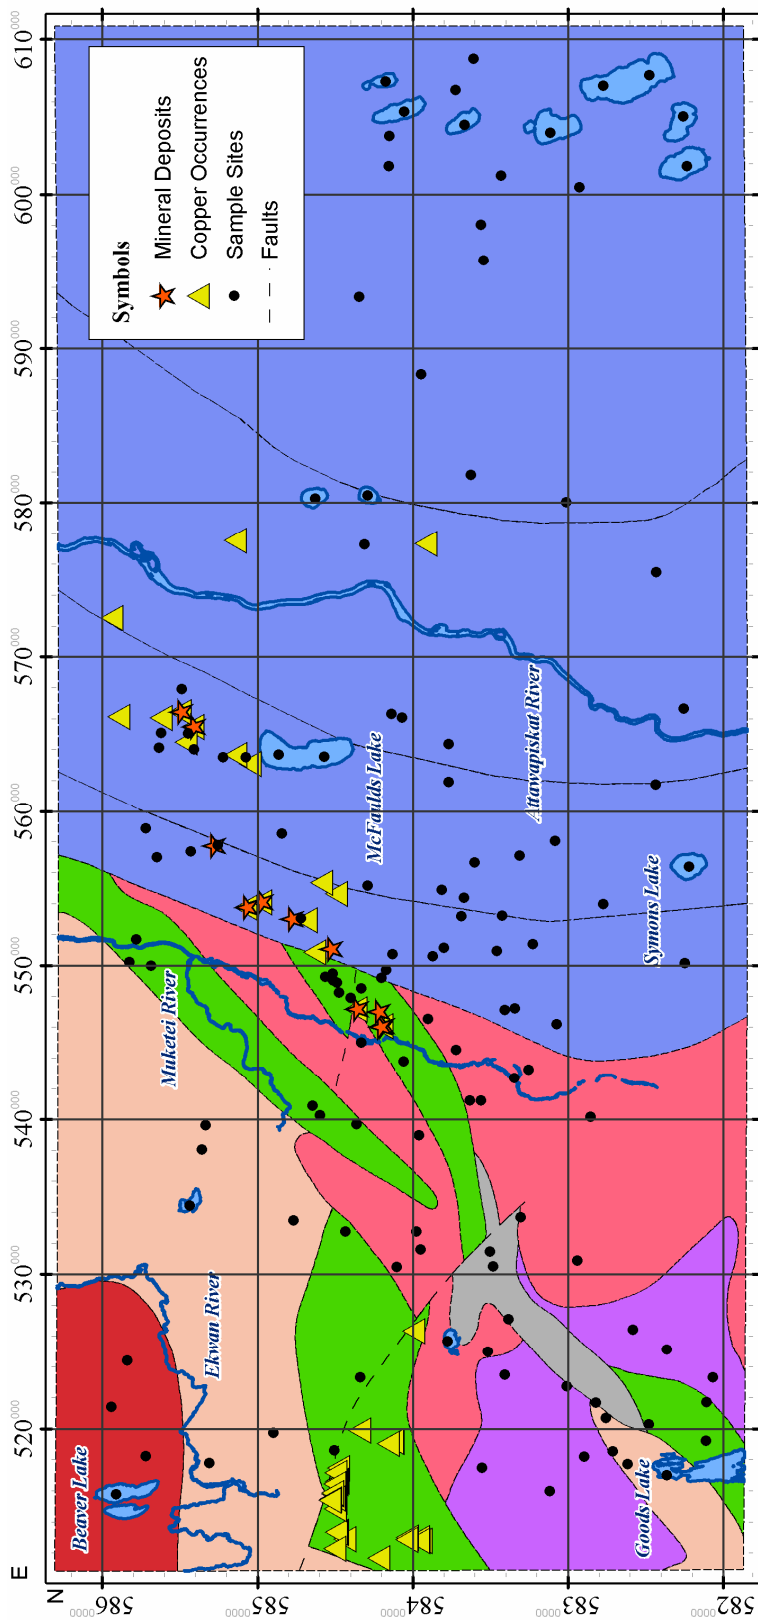 E
520000 530000 540000 550000 560000 570000 580000 590000 600000 610000
N
5860000
5850000
5840000
5830000
5820000
Beaver Lake
Ekwan River
Muketei River
McFaulds Lake
Attawapiskat River
Symons Lake
Goods Lake
Symbols
Mineral Deposits
Copper Occurrences
Sample Sites
Faults